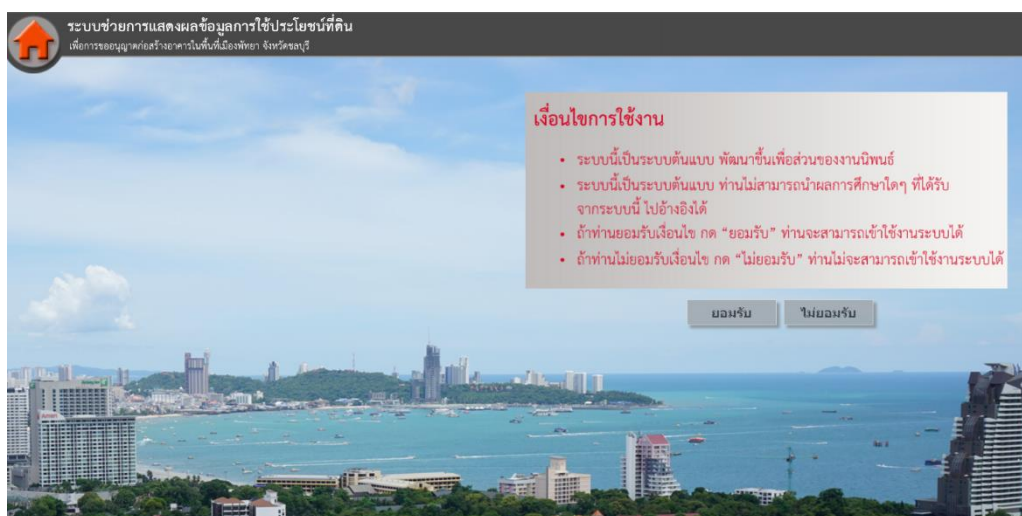 ระบบช่วยการแสดงผลข้อมูลการใช้ประโยชน์ที่ดิน
เพื่อการขออนุญาตก่อสร้างอาคารในพื้นที่เมืองพัทยา จังหวัดชลบุรี
เงื่อนไขการใช้งาน
• ระบบนี้เป็นระบบต้นแบบ พัฒนาขึ้นเพื่อส่วนของงานนิพนธ์
• ระบบนี้เป็นระบบต้นแบบ ท่านไม่สามารถนำผลการศึกษาใดๆ ที่ได้รับ
จากระบบนี้ ไปอ้างอิงได้
• ถ้าท่านยอมรับเงื่อนไข กด “ยอมรับ” ท่านจะสามารถเข้าใช้งานระบบได้
• ถ้าท่านไม่ยอมรับเงื่อนไข กด “ไม่ยอมรับ” ท่านไม่จะสามารถเข้าใช้งานระบบได้
ยอมรับ ไม่ยอมรับ